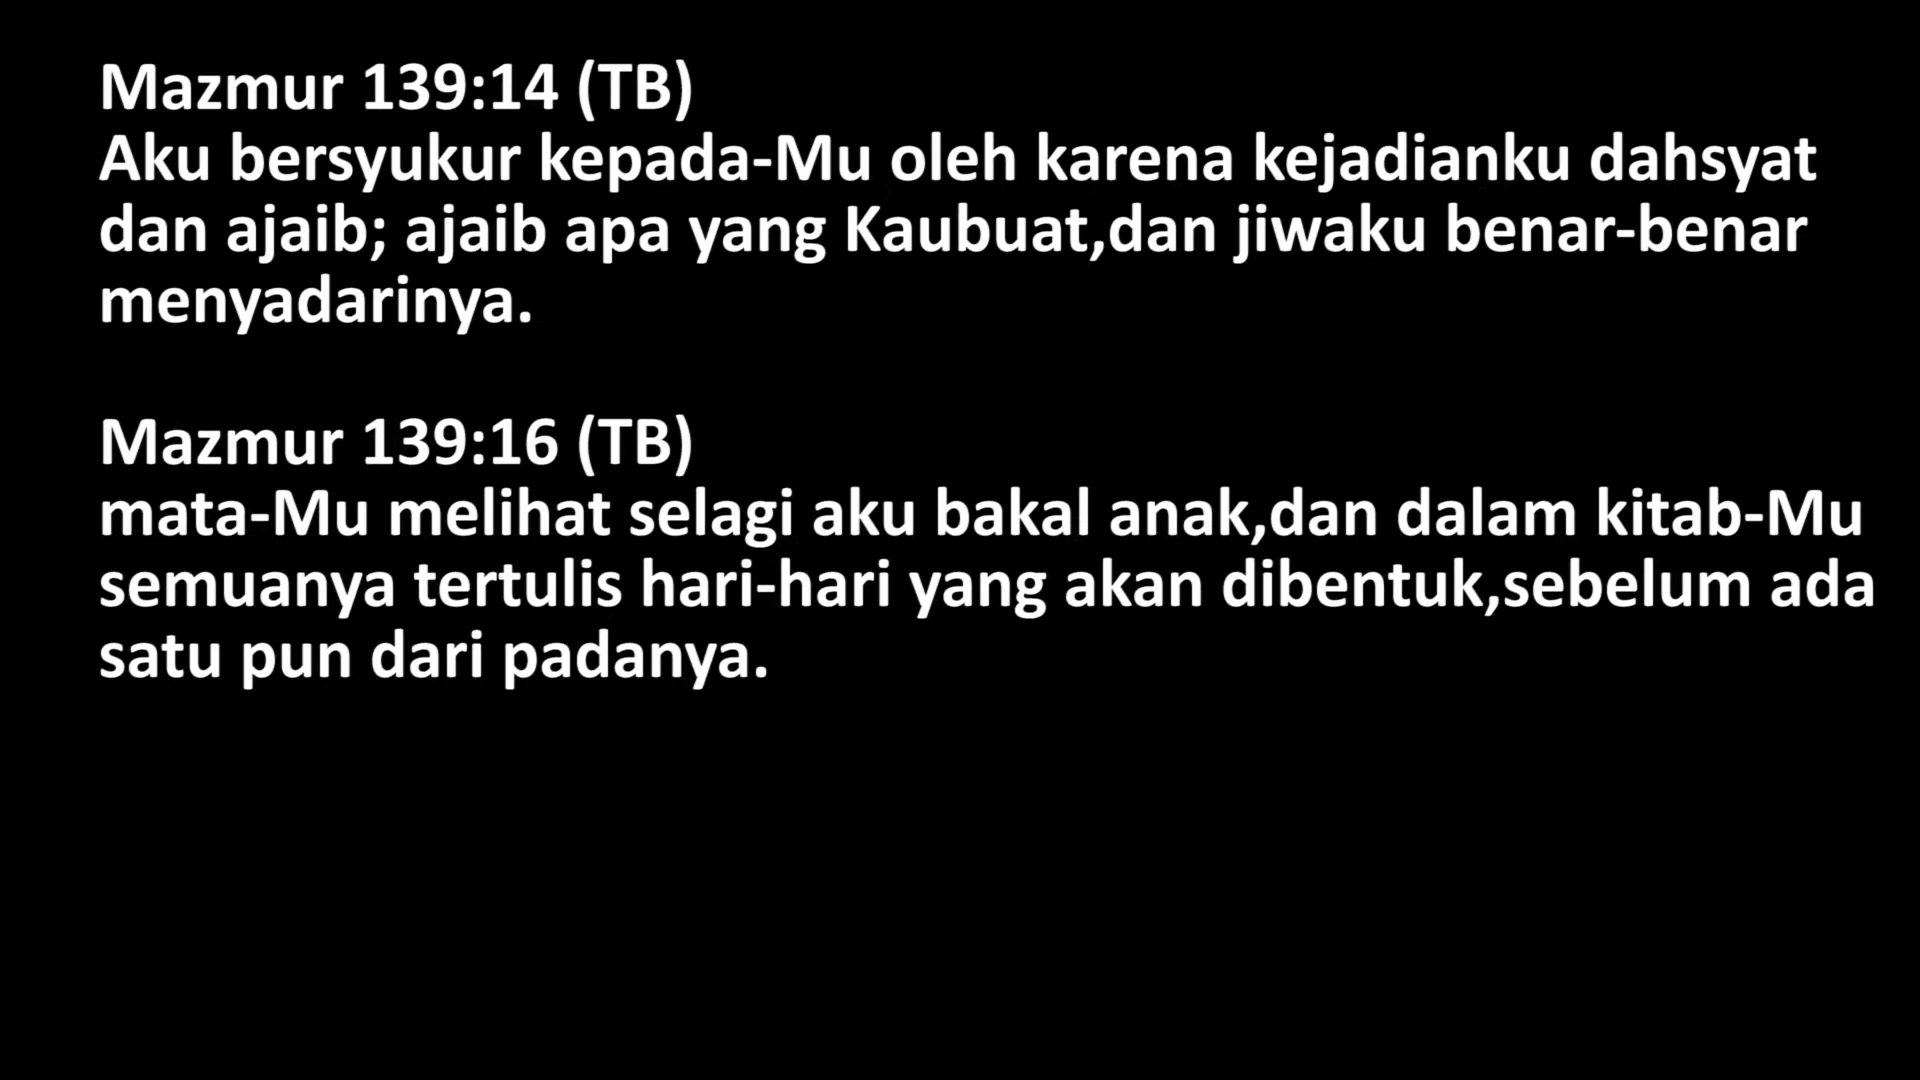 Mazmur 139:14 (TB)
Aku bersyukur kepada-Mu oleh karena kejadianku dahsyat
dan ajaib; ajaib apa yang Kaubuat,dan jiwaku benar-benar
menyadarinya.
Mazmur 139:16 (TB)
mata-Mu melihat selagi aku bakal anak,dan dalam kitab-Mu
semuanya tertulis hari-hari yang akan dibentuk,sebelum ada
satu pun dari padanya.